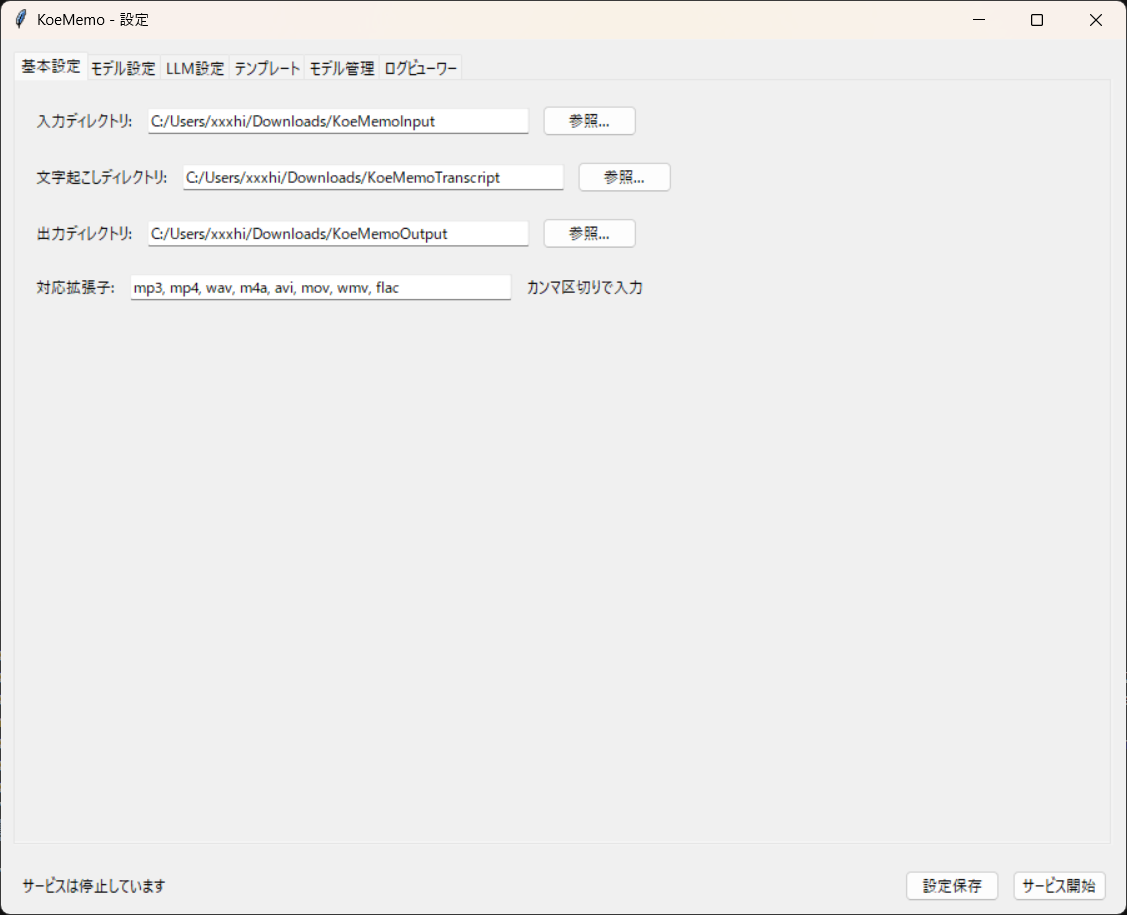 KoeMemo - 設定
基本設定 モデル設定 LLM設定 テンプレート モデル管理 ログビューワー
入力ディレクトリ: C:/Users/xxxhi/Downloads/KoeMemoInput 参照...
文字起こしディレクトリ: C:/Users/xxxhi/Downloads/KoeMemoTranscript 参照...
出力ディレクトリ: C:/Users/xxxhi/Downloads/KoeMemoOutput 参照...
対応拡張子: mp3, mp4, wav, m4a, avi, mov, wmv, flac カンマ区切りで入力
サービスは停止しています 設定保存 サービス開始